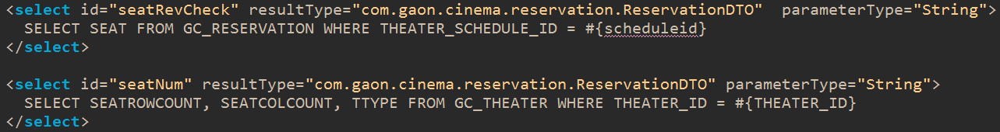 <select id="seatRevCheck" resultType="com.gaon.cinema.reservation.ReservationDTO"  parameterType="String">
  SELECT SEAT FROM GC_RESERVATION WHERE THEATER_SCHEDULE_ID = #{scheduleid}
</select>
<select id="seatNum" resultType="com.gaon.cinema.reservation.ReservationDTO" parameterType="String">
  SELECT SEATROWCOUNT, SEATCOLCOUNT, TTYPE FROM GC_THEATER WHERE THEATER_ID = #{THEATER_ID}
</select>